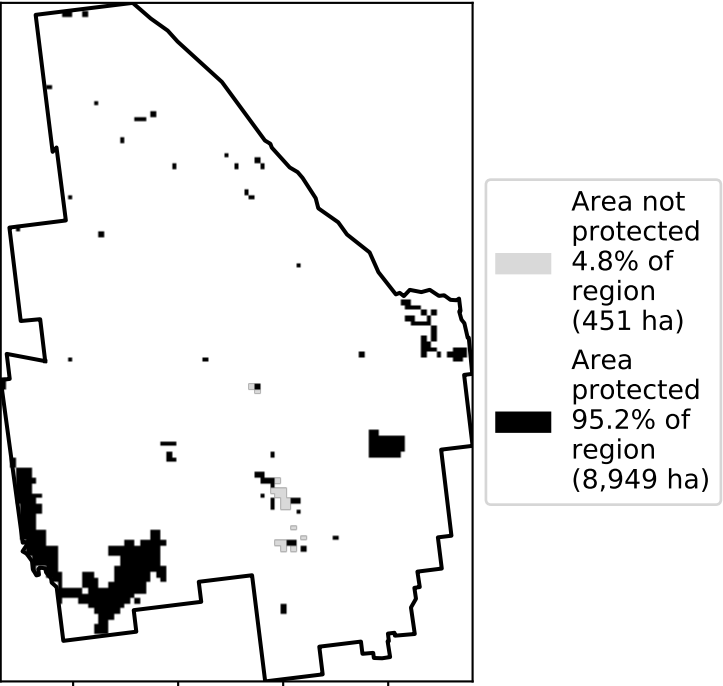 Area not
protected
4.8% of
region
(451 ha)
Area
protected
95.2% of
region
(8,949 ha)